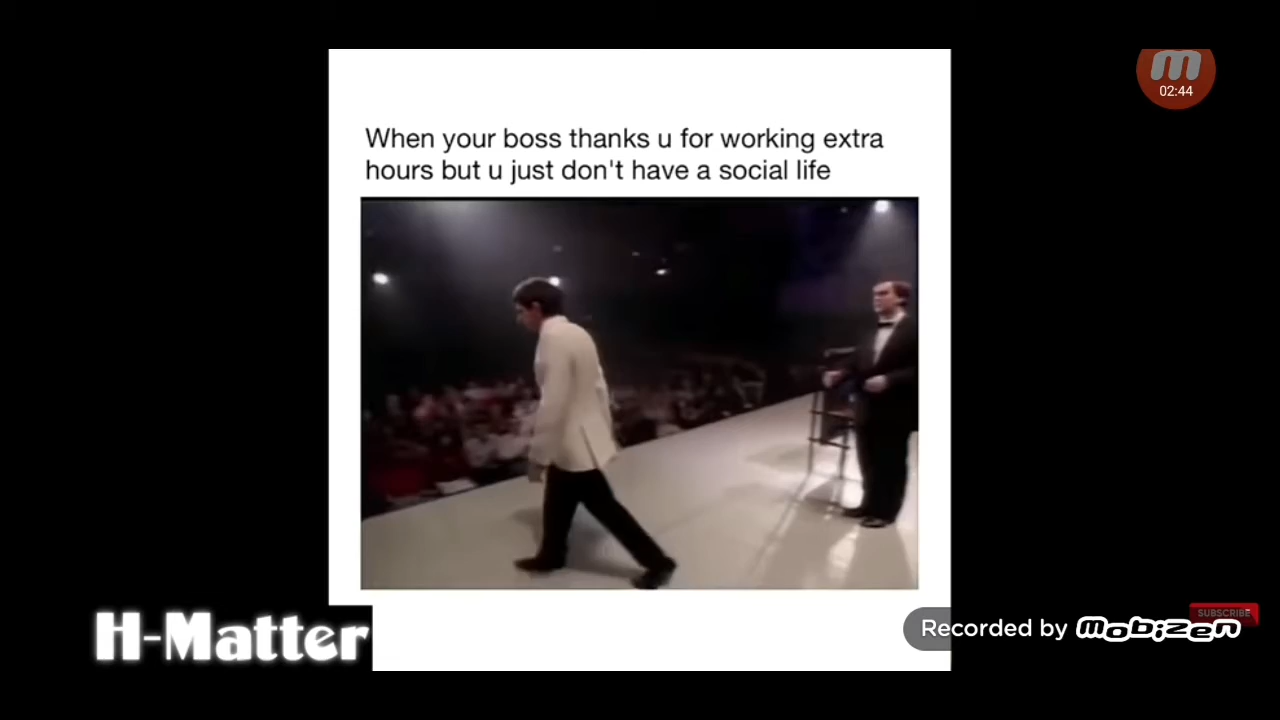 m
02:44
When your boss thanks u for working extra
hours but u just don't have a social life
H-Matter
SUBSCRIBE
Recorded by mobizen